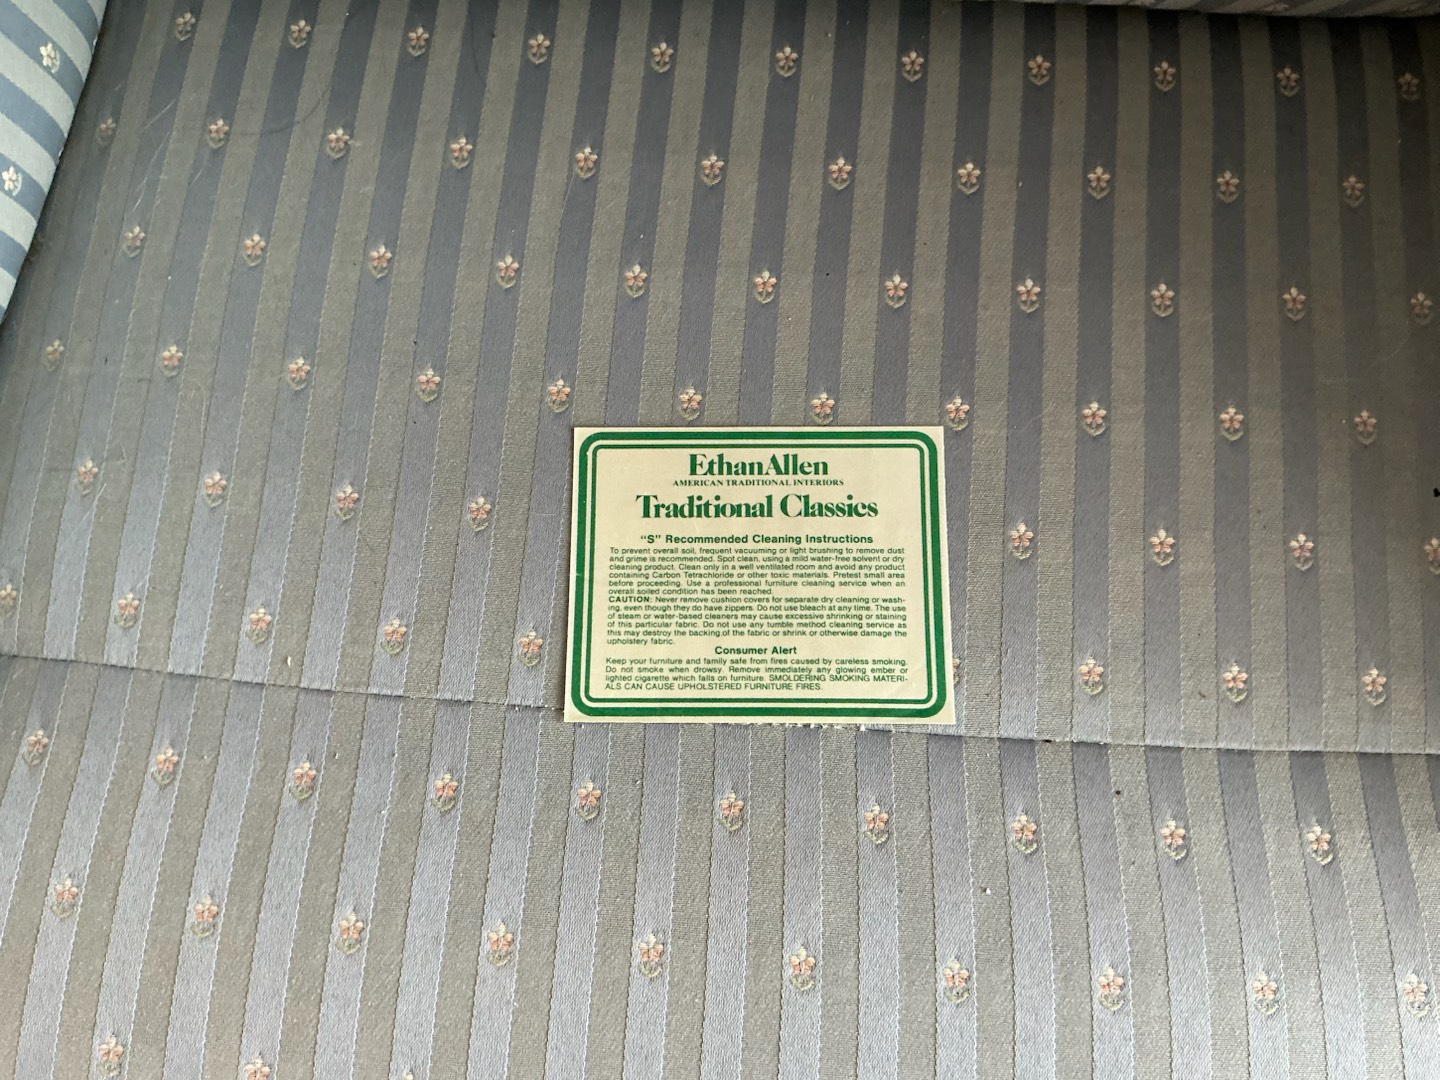 EthanAllen
AMERICAN TRADITIONAL INTERIORS
Traditional Classics
"S" Recommended Cleaning Instructions
To prevent overall soil, frequent vacuuming or light brushing to remove dust
and grime is recommended. Spot clean, using a mild water-free solvent or dry
cleaning product. Clean only in a well ventilated room and avoid any product
containing Carbon Tetrachloride or other toxic materials. Pretest small area
before proceeding. Use a professional furniture cleaning service when an
overall soiled condition has been reached.
CAUTION: Never remove cushion covers for separate dry cleaning or wash-
ing, even though they do have zippers. Do not use bleach at any time. The use
of steam or water-based cleaners may cause excessive shrinking or staining
of this particular fabric. Do not use any tumble method cleaning service as
this may destroy the backing of the fabric or shrink or otherwise damage the
upholstery fabric.
Consumer Alert
Keep your furniture and family safe from fires caused by careless smoking.
Do not smoke when drowsy. Remove immediately any glowing ember or
lighted cigarette which falls on furniture. SMOLDERING SMOKING MATERI-
ALS CAN CAUSE UPHOLSTERED FURNITURE FIRES.